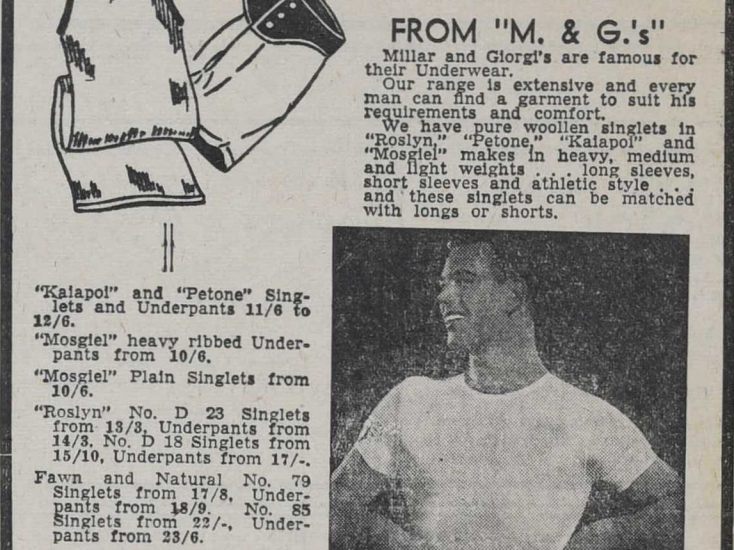 FROM "M. & G.'s"
Millar and Giorgi's are famous for
their Underwear.
Our range is extensive and every
man can find a garment to suit his
requirements and comfort.
We have pure woollen singlets in
"Roslyn," "Petone," "Kaiapoi" and
"Mosgiel" makes in heavy, medium
and light weights . . . long sleeves,
short sleeves and athletic style . . .
and these singlets can be matched
with longs or shorts.
"Kaiapoi" and "Petone" Sing-
lets and Underpants 11/6 to
12/6.
"Mosgiel" heavy ribbed Under-
pants from 10/6.
"Mosgiel" Plain Singlets from
10/6.
"Roslyn" No. D 23 Singlets
from 13/3, Underpants from
14/3. No. D 18 Singlets from
15/10, Underpants from 17/-.
Fawn and Natural No. 79
Singlets from 17/8, Under-
pants from 18/9. No. 85
Singlets from 22/-, Under-
pants from 23/6.